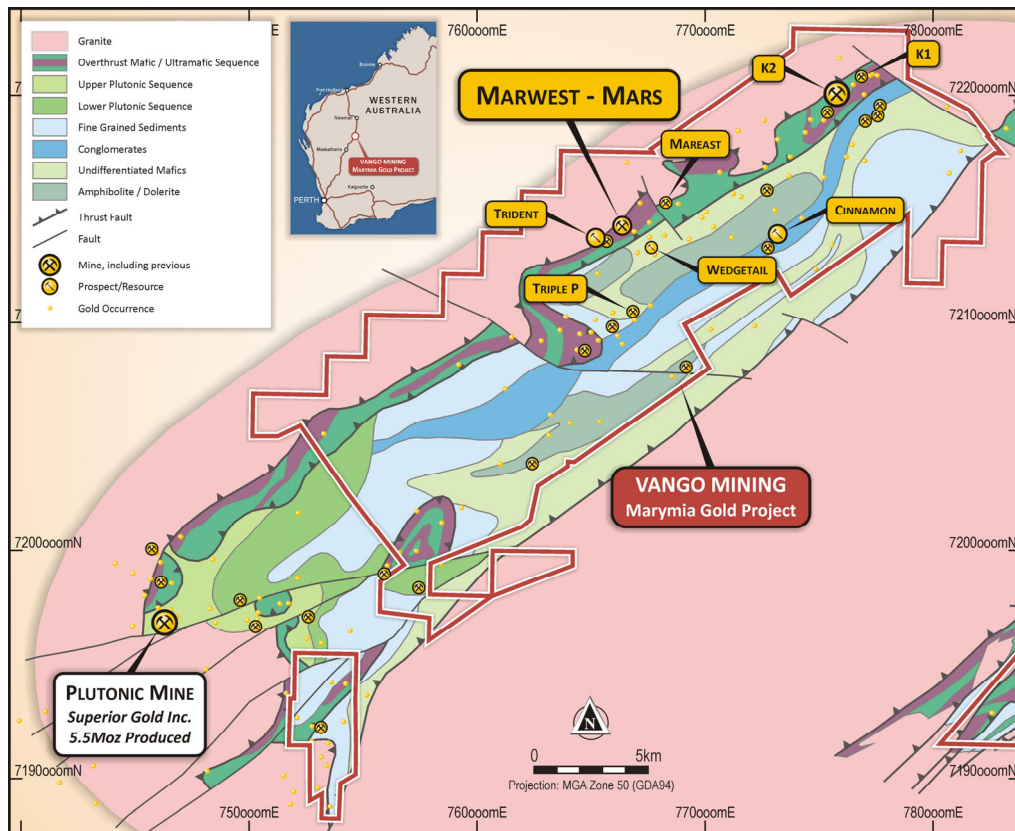 760000mE
770000mE
780000mE
Granite
Overthrust Mafic / Ultramatic Sequence
Upper Plutonic Sequence
Lower Plutonic Sequence
Fine Grained Sediments
Conglomerates
Undifferentiated Mafics
Amphibolite / Dolerite
Thrust Fault
Fault
Mine, including previous
Prospect/Resource
Gold Occurrence
Broome
Port Hedland
WESTERN
AUSTRALIA
Newman
Meekatharra
VANGO MINING
MARYMIA GOLD PROJECT
Kalgoorlie
PERTH
K2
K1
MARWEST - MARS
7220000mN
MAREAST
TRIDENT
CINNAMON
WEDGETAIL
TRIPLE P
7210000mN
VANGO MINING
Marymia Gold Project
7200000mN
7200000mN
PLUTONIC MINE
Superior Gold Inc.
5.5Moz Produced
N
0 5km
Projection: MGA Zone 50 (GDA94)
7190000mN
7190000mN
750000mE
760000mE
770000mE
780000mE